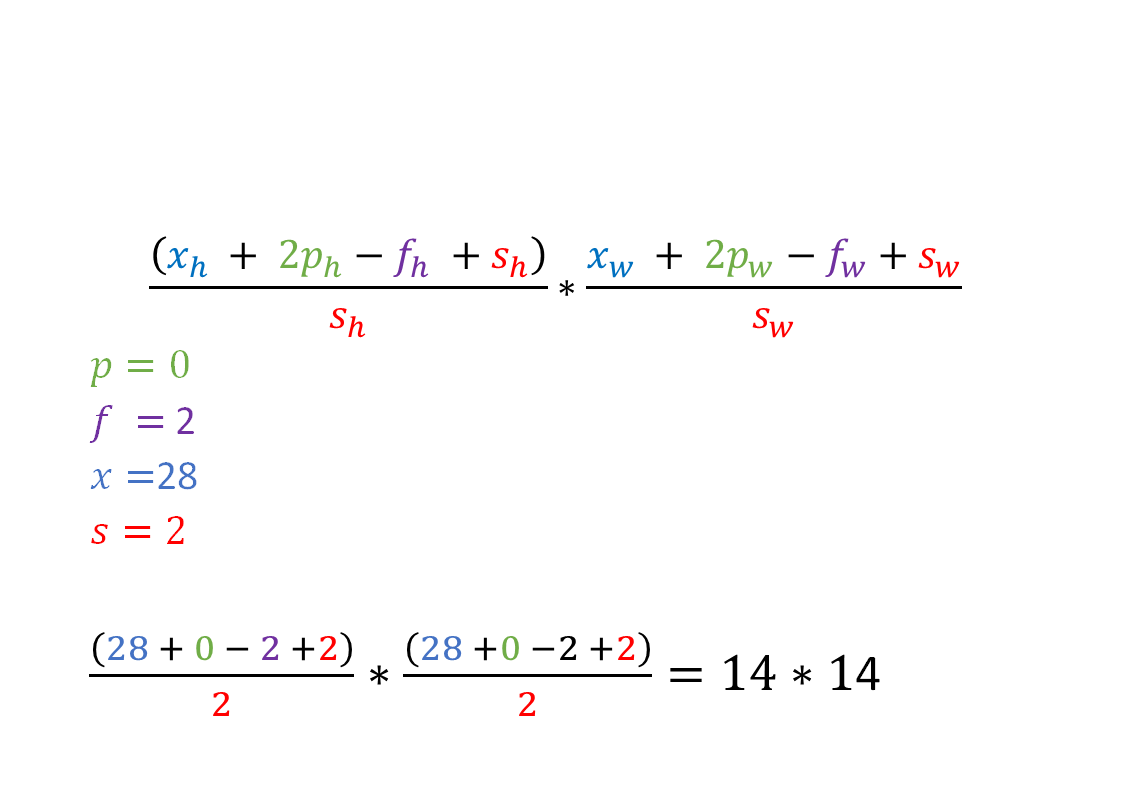 (x_h + 2p_h − f_h + s_h) / s_h * x_w + 2p_w − f_w + s_w / s_w
p = 0
f = 2
x =28
s = 2
(28 + 0 − 2 +2) / 2 * (28 +0 −2 +2) / 2 = 14 * 14